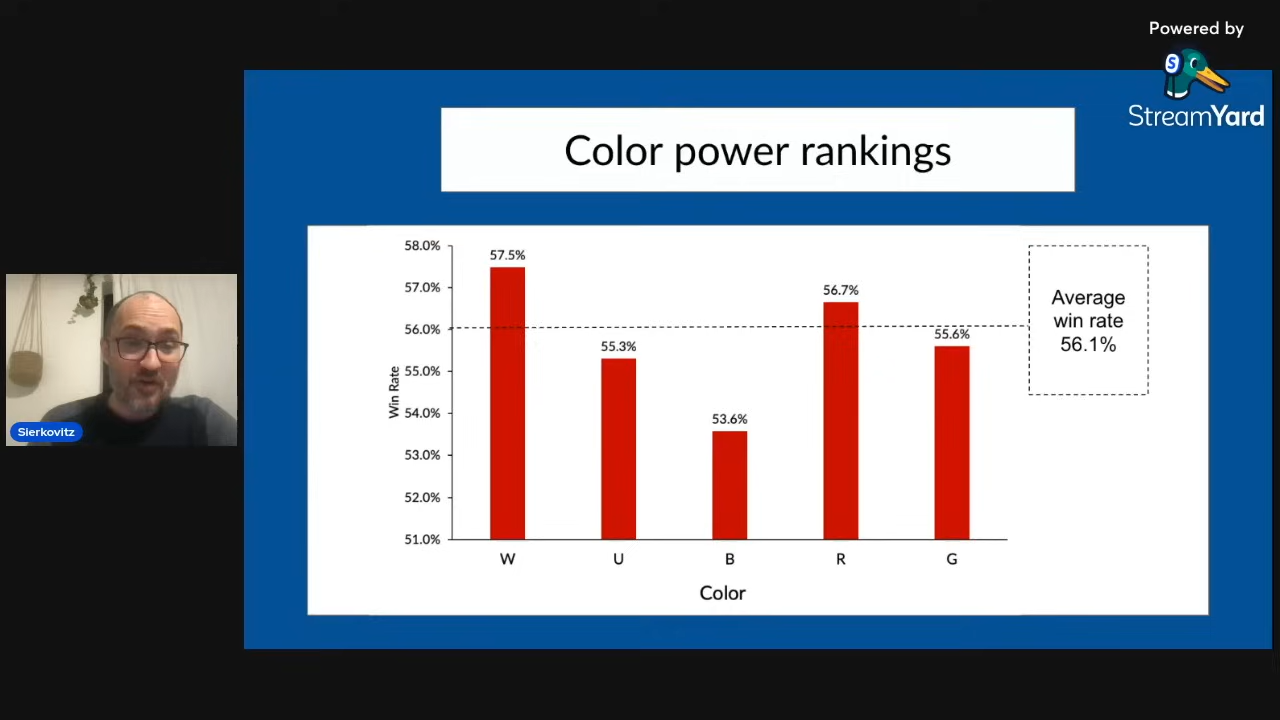 Powered by
StreamYard
Color power rankings
58.0%
57.0%
56.0%
55.0%
54.0%
53.0%
52.0%
51.0%
Win Rate
57.5%
55.3%
53.6%
56.7%
55.6%
W U B R G
Color
Average
win rate
56.1%
Sierkovitz
S